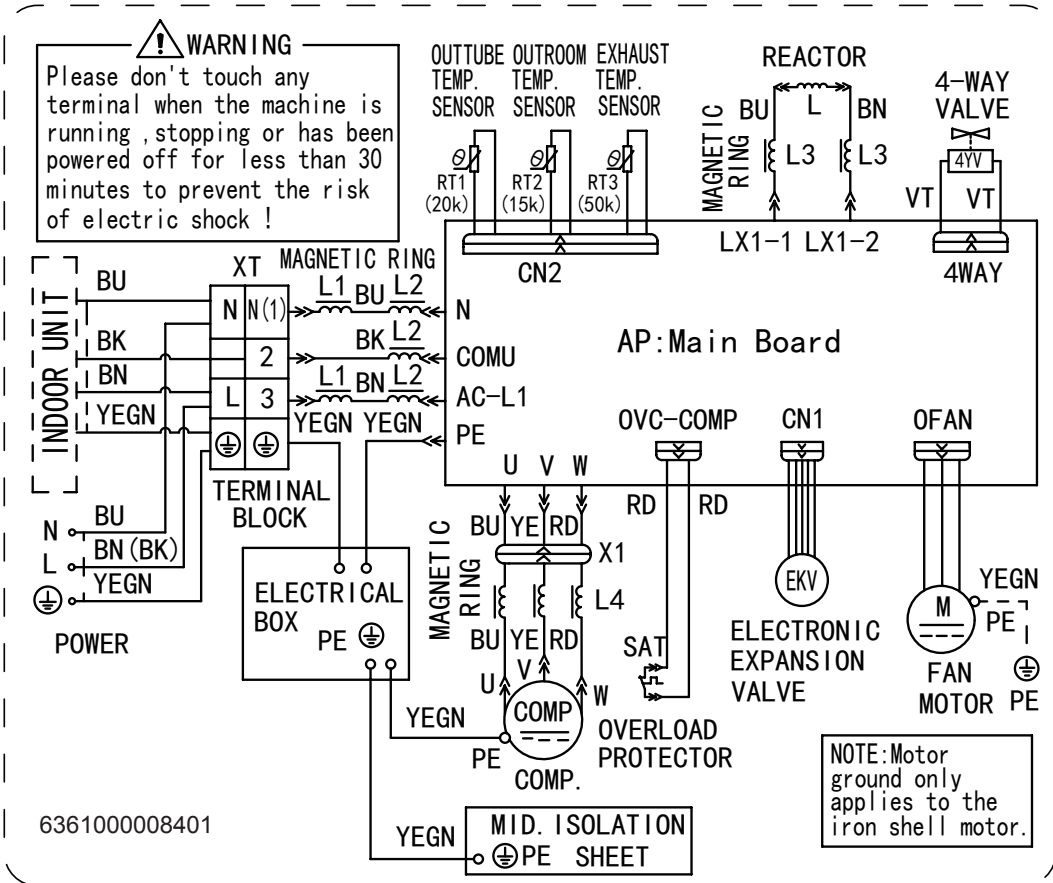 WARNING
Please don't touch any
terminal when the machine is
running ,stopping or has been
powered off for less than 30
minutes to prevent the risk
of electric shock !
OUTTUBE OUTROOM EXHAUST
TEMP. TEMP. TEMP.
SENSOR SENSOR SENSOR
RT1 RT2 RT3
(20k) (15k) (50k)
CN2
REACTOR
BU L BN
MAGNETIC
RING
L3 L3
LX1-1 LX1-2
4-WAY
VALVE
4YV
VT VT
4WAY
INDOOR UNIT
BU
BK
BN
YEGN
XT
N N(1)
2
L 3
TERMINAL
BLOCK
MAGNETIC RING
L1 BU L2
BK L2
L1 BN L2
YEGN YEGN
N
COMU
AC-L1
PE
AP:Main Board
OVC-COMP CN1 OFAN
U V W
N BU
L BN(BK)
YEGN
POWER
ELECTRICAL
BOX
PE
MAGNETIC
RING
BU YE RD
X1
L4
BU YE RD
U V W
COMP
PE
COMP.
YEGN
RD RD
SAT
OVERLOAD
PROTECTOR
EKV
ELECTRONIC
EXPANSION
VALVE
M
YEGN
PE
FAN
MOTOR PE
NOTE:Motor
ground only
applies to the
iron shell motor.
6361000008401
YEGN
MID. ISOLATION
PE SHEET